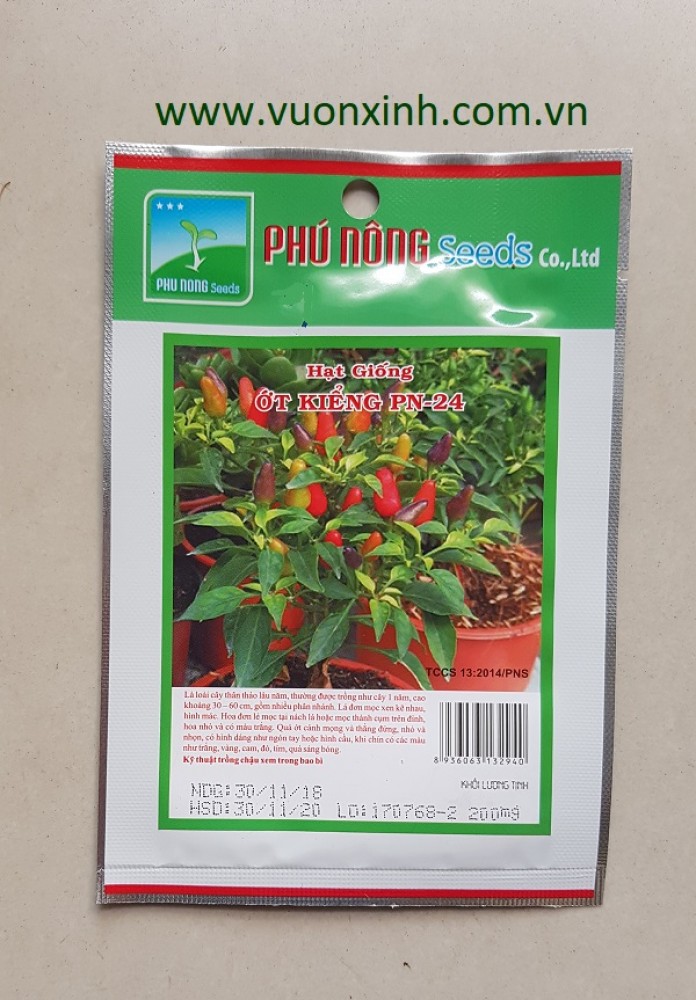 www.vuonxinh.com.vn
PHÚ NÔNG Seeds Co.,Ltd
PHU NONG Seeds
Hạt Giống
ỚT KIỂNG PN-24
TCCS 13:2014/PNS
Là loài cây thân thảo lâu năm, thường được trồng như cây 1 năm, cao
khoảng 30 – 60 cm, gồm nhiều phân nhánh. Lá đơn mọc xen kẽ nhau,
hình mác. Hoa đơn lẻ mọc tại nách lá hoặc mọc thành cụm trên đỉnh,
hoa nhỏ và có màu trắng. Quả ớt cảnh mọng và thẳng đứng, nhỏ và
nhọn, có hình dáng như ngón tay hoặc hình cầu, khi chín có các màu
như trắng, vàng, cam, đỏ, tím, quả sáng bóng.
Kỹ thuật trồng chậu xem trong bao bì
8 936063 132940
KHỐI LƯỢNG TỊNH
NDG:30/11/18
HSD:30/11/20 LO:170768-2 200mg